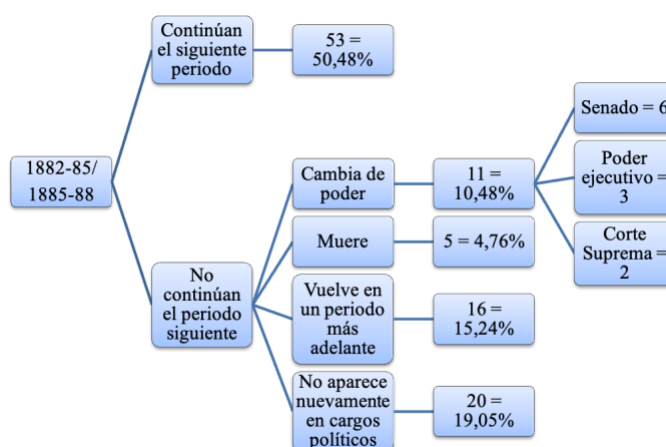 1882-85/
1885-88
Continúan
el siguiente
periodo
53 =
50,48%
No
continúan
el periodo
siguiente
Cambia de
poder
11 =
10,48%
Senado = 6
Poder
ejecutivo =
3
Corte
Suprema =
2
Muere
5 = 4,76%
Vuelve en
un periodo
más
adelante
16 =
15,24%
No aparece
nuevamente
en cargos
políticos
20 =
19,05%